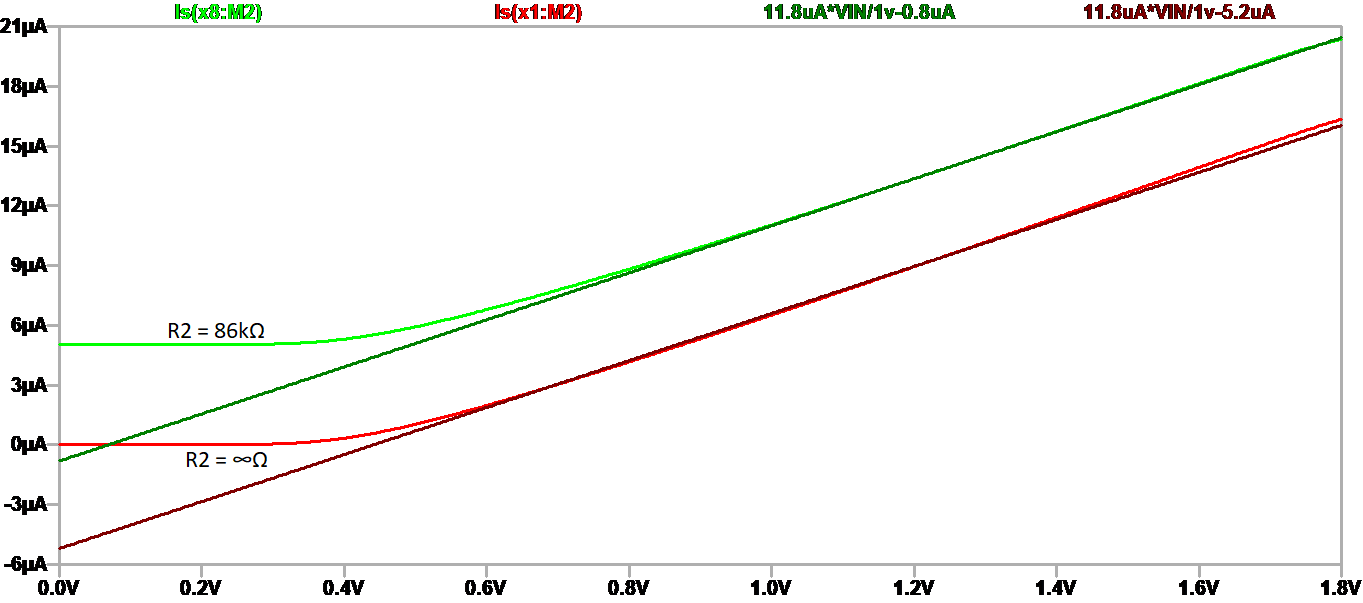 Is(x8:M2) Is(x1:M2) 11.8uA*VIN/1v-0.8uA 11.8uA*VIN/1v-5.2uA
21µA
18µA
15µA
12µA
9µA
6µA
R2 = 86kΩ
3µA
0µA
R2 = ∞Ω
-3µA
-6µA
0.0V 0.2V 0.4V 0.6V 0.8V 1.0V 1.2V 1.4V 1.6V 1.8V